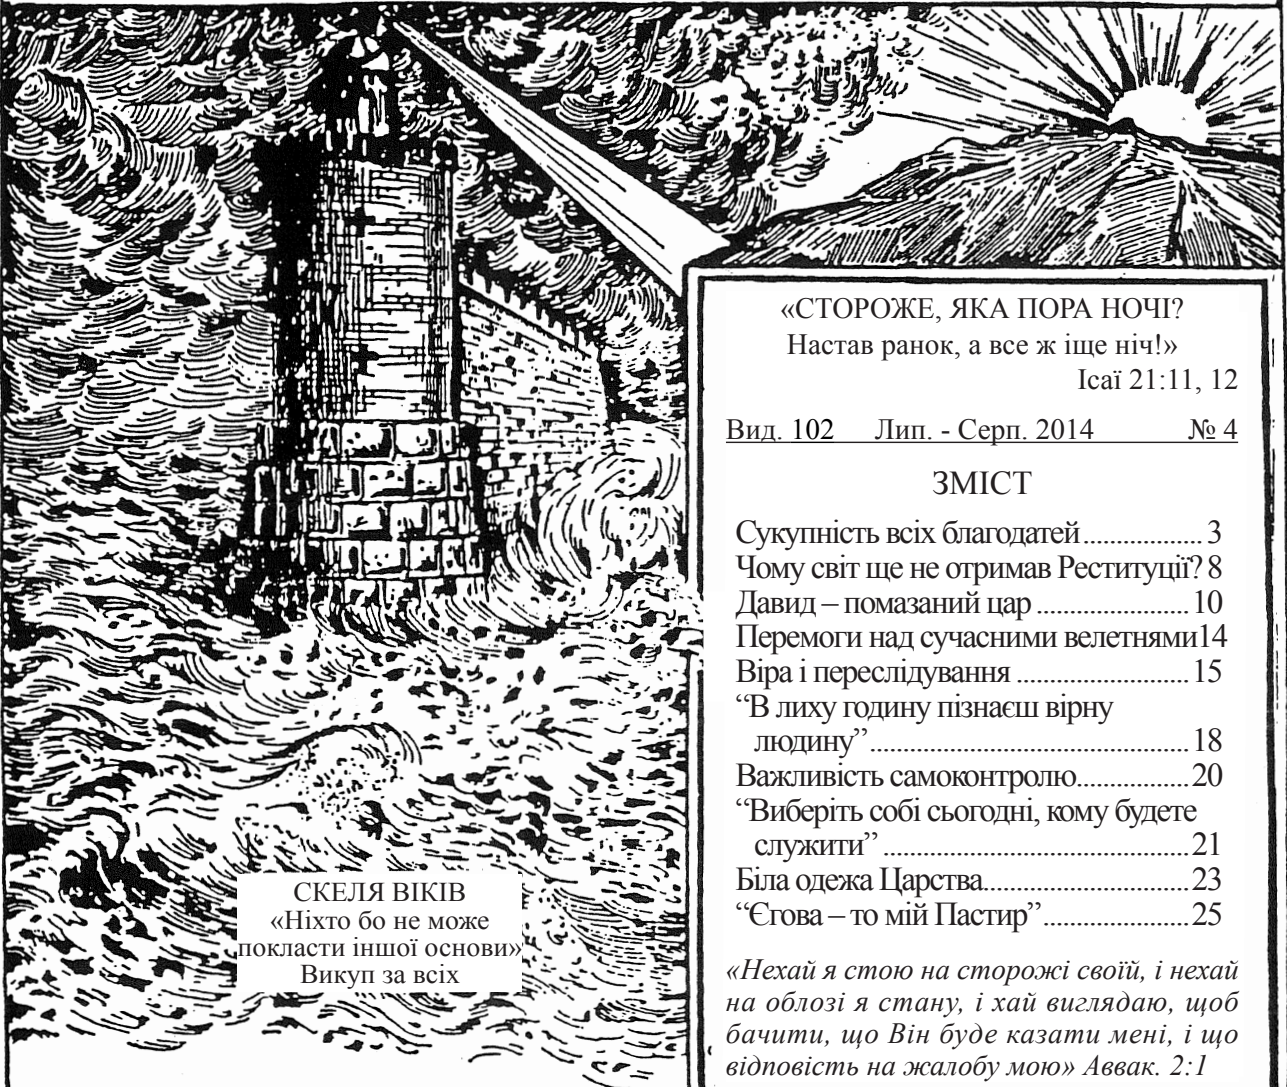 «СТОРОЖЕ, ЯКА ПОРА НОЧІ?
Настав ранок, а все ж іще ніч!»
Ісаї 21:11, 12
Вид. 102 Лип. - Серп. 2014 № 4
ЗМІСТ
Сукупність всіх благодатей.................. 3
Чому світ ще не отримав Реституції? 8
Давид – помазаний цар ........................ 10
Перемоги над сучасними велетнями14
Віра і переслідування ........................... 15
“В лиху годину пізнаєш вірну
людину”.................................................. 18
Важливість самоконтролю.................. 20
“Виберіть собі сьогодні, кому будете
служити” ................................................ 21
Біла одежа Царства................................ 23
“Єгова – то мій Пастир”....................... 25
«Нехай я стою на сторожі своїй, і нехай
на облозі я стану, і хай виглядаю, щоб
бачити, що Він буде казати мені, і що
відповість на жалобу мою» Аввак. 2:1
СКЕЛЯ ВІКІВ
«Ніхто бо не може
покласти іншої основи»
Викуп за всіх